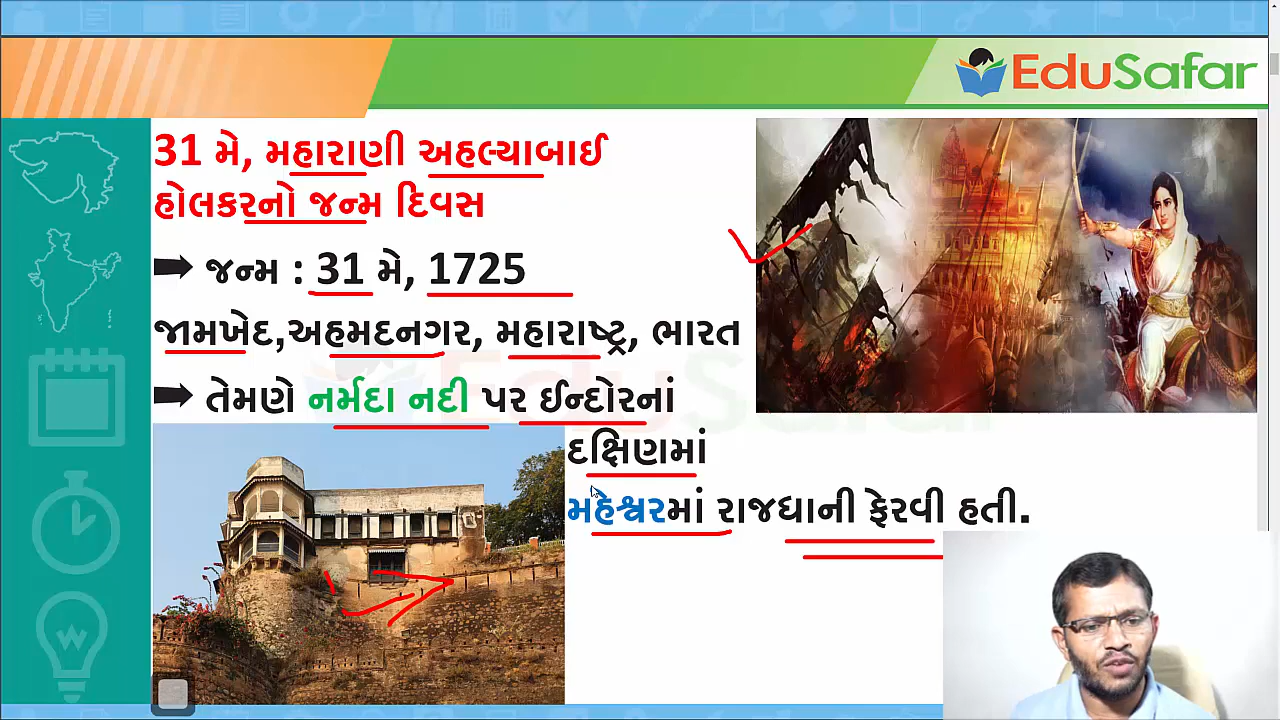 EduSafar
31 મે, મહારાણી અહલ્યાબાઈ
હોલકરનો જન્મ દિવસ
➡ જન્મ : 31 મે, 1725
જામખેદ,અહમદનગર, મહારાષ્ટ્ર, ભારત
➡ તેમણે નર્મદા નદી પર ઈન્દોરનાં
દક્ષિણમાં
મહેશ્વરમાં રાજધાની ફેરવી હતી.